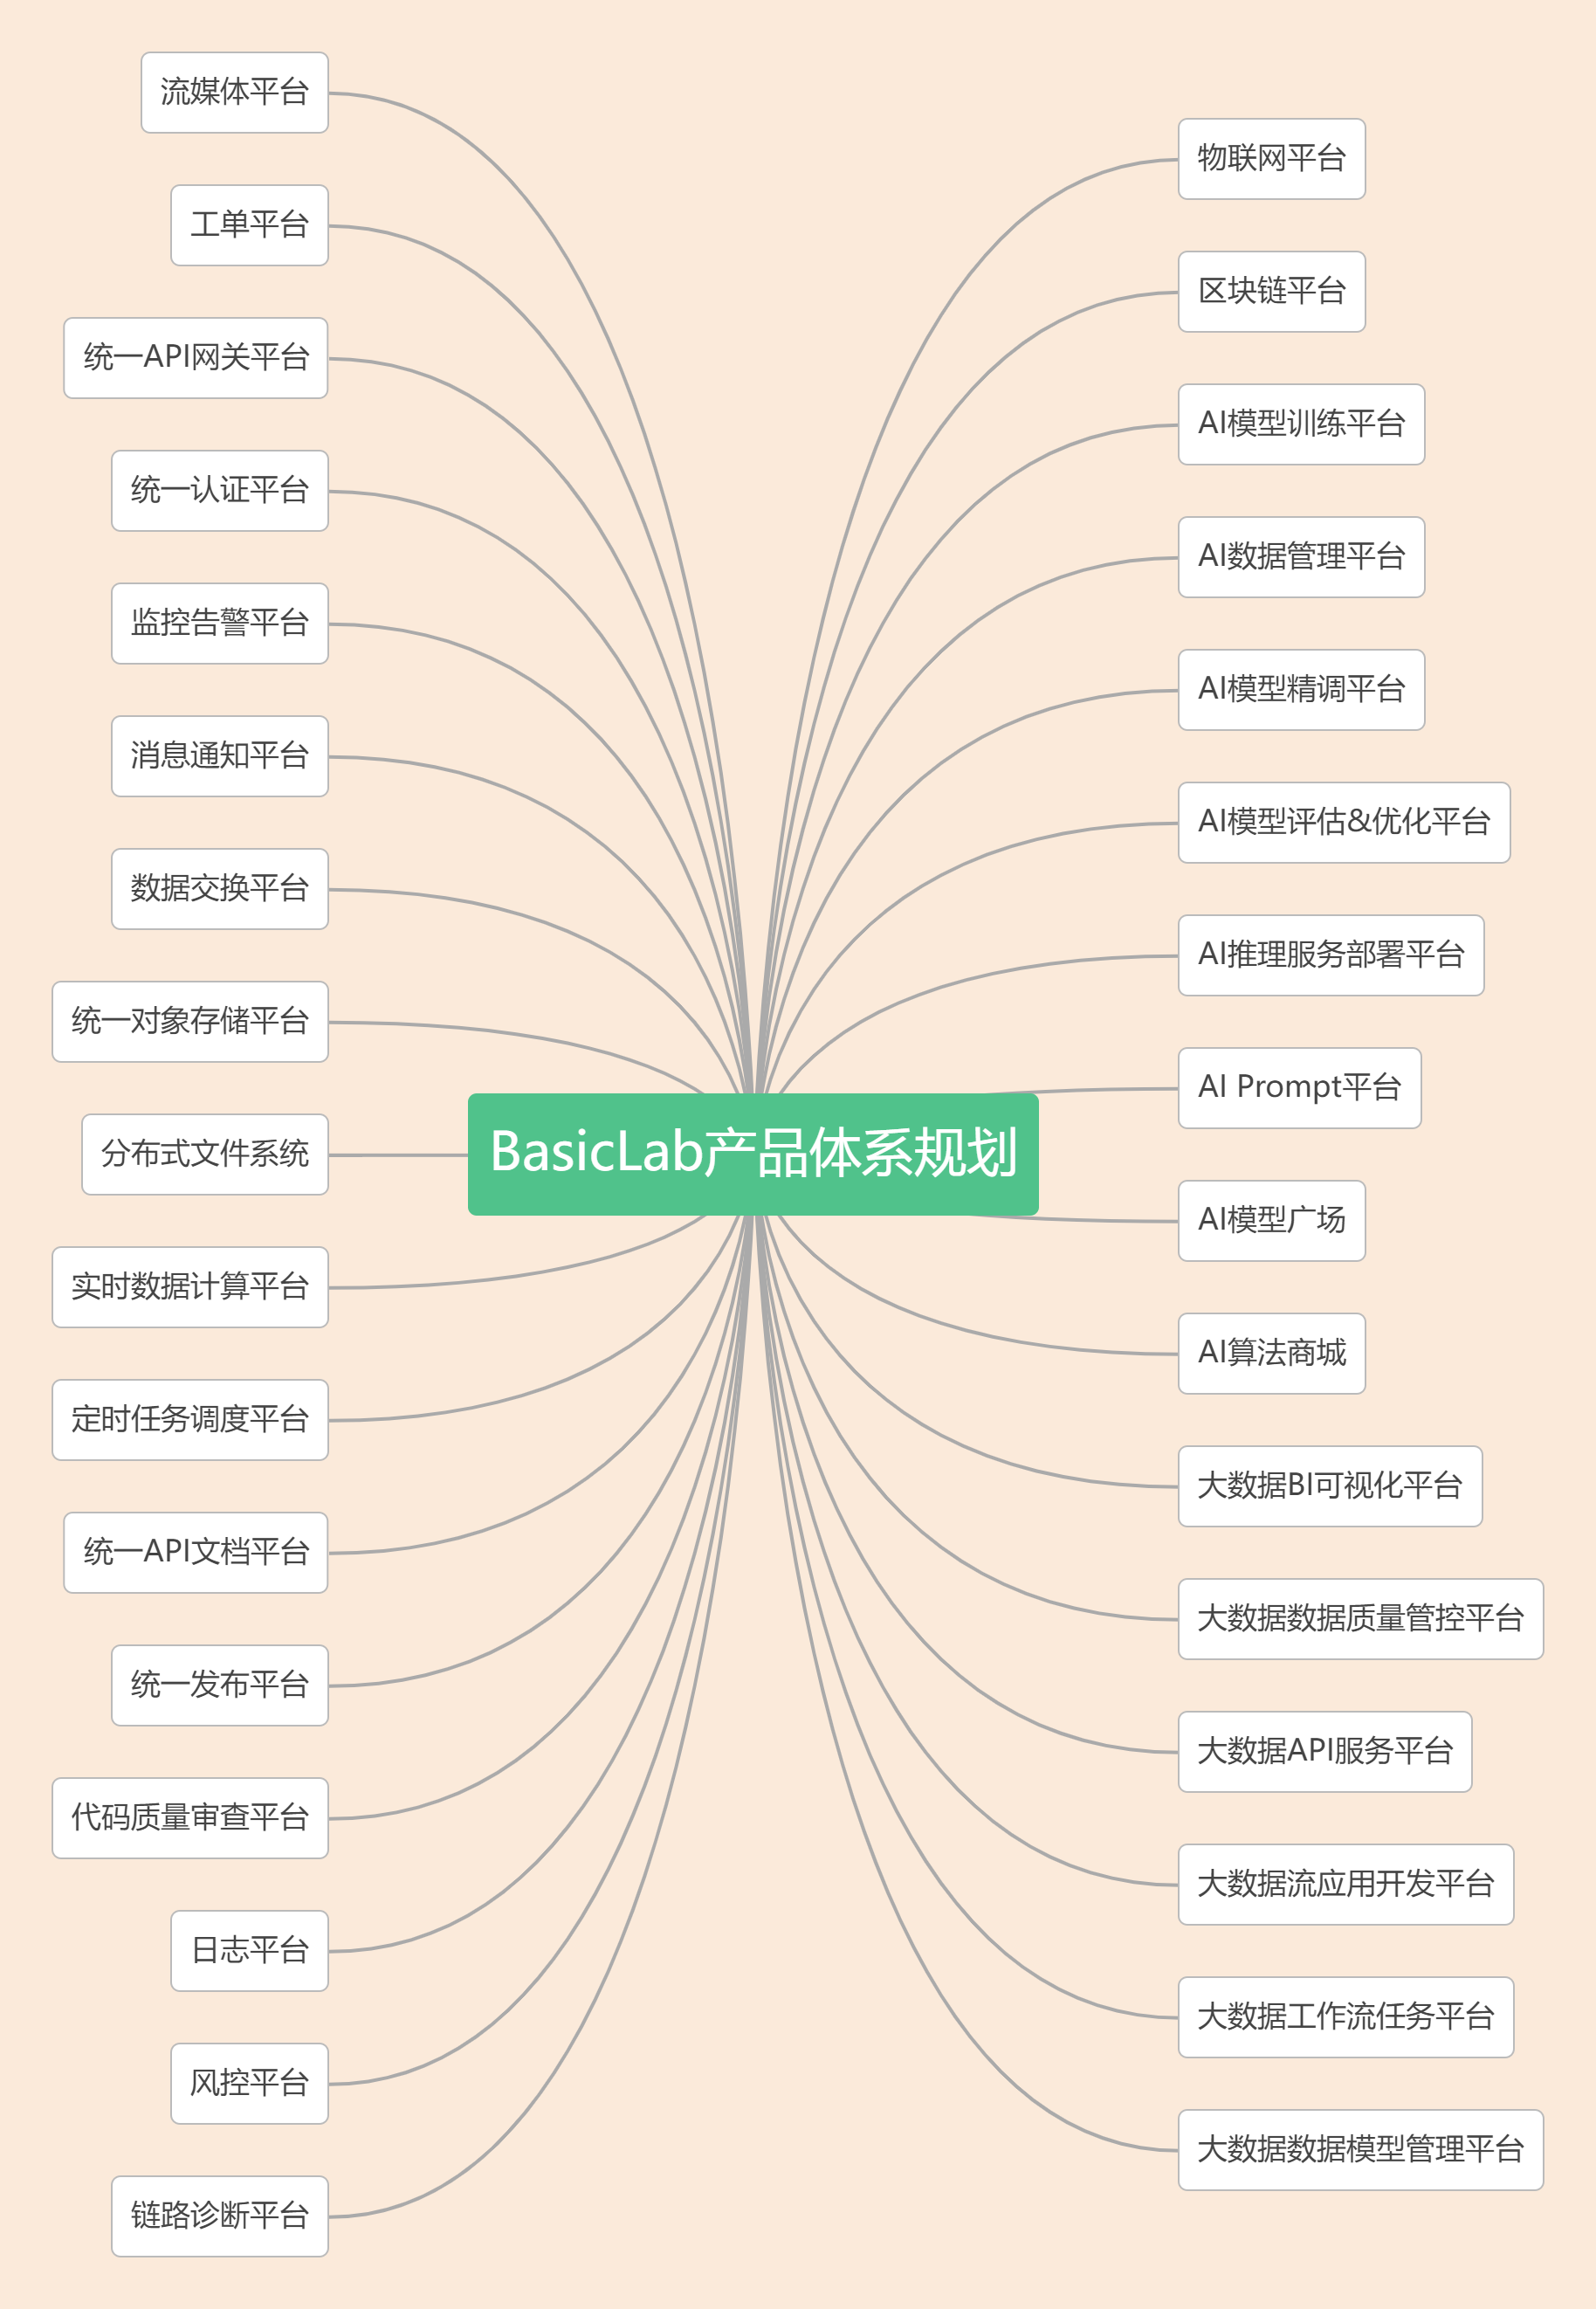 流媒体平台
工单平台
统一API网关平台
统一认证平台
监控告警平台
消息通知平台
数据交换平台
统一对象存储平台
分布式文件系统
实时数据计算平台
定时任务调度平台
统一API文档平台
统一发布平台
代码质量审查平台
日志平台
风控平台
链路诊断平台
BasicLab产品体系规划
物联网平台
区块链平台
AI模型训练平台
AI数据管理平台
AI模型精调平台
AI模型评估&优化平台
AI推理服务部署平台
AI Prompt平台
AI模型广场
AI算法商城
大数据BI可视化平台
大数据数据质量管控平台
大数据API服务平台
大数据流应用开发平台
大数据工作流任务平台
大数据数据模型管理平台